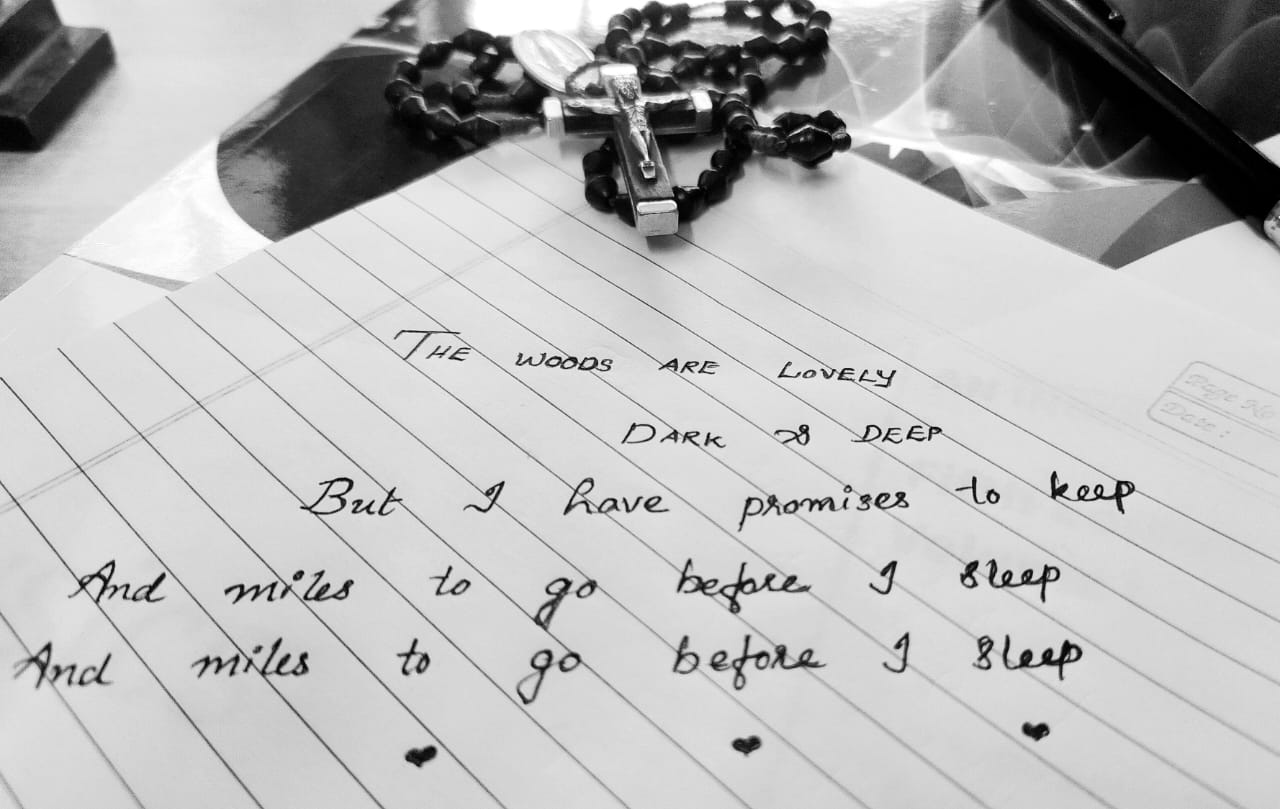 THE WOODS ARE LOVELY
DARK & DEEP
But I have promises to keep
And miles to go before I sleep
And miles to go before I sleep
Page No
Date: